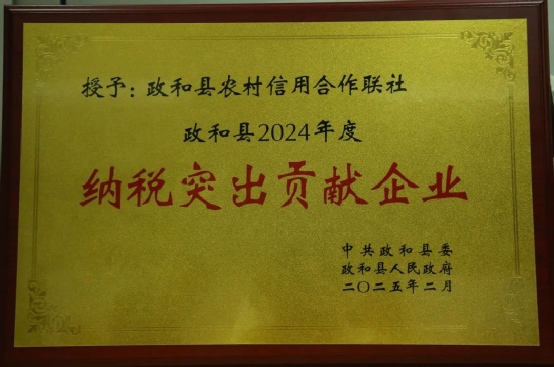 授予：政和县农村信用合作联社
政和县2024年度
纳税突出贡献企业
中共政和县委
政和县人民政府
二〇二五年二月